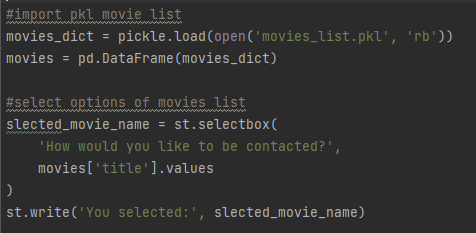 #import pkl movie list
movies_dict = pickle.load(open('movies_list.pkl', 'rb'))
movies = pd.DataFrame(movies_dict)
#select options of movies list
slected_movie_name = st.selectbox(
'How would you like to be contacted?',
movies['title'].values
)
st.write('You selected:', slected_movie_name)